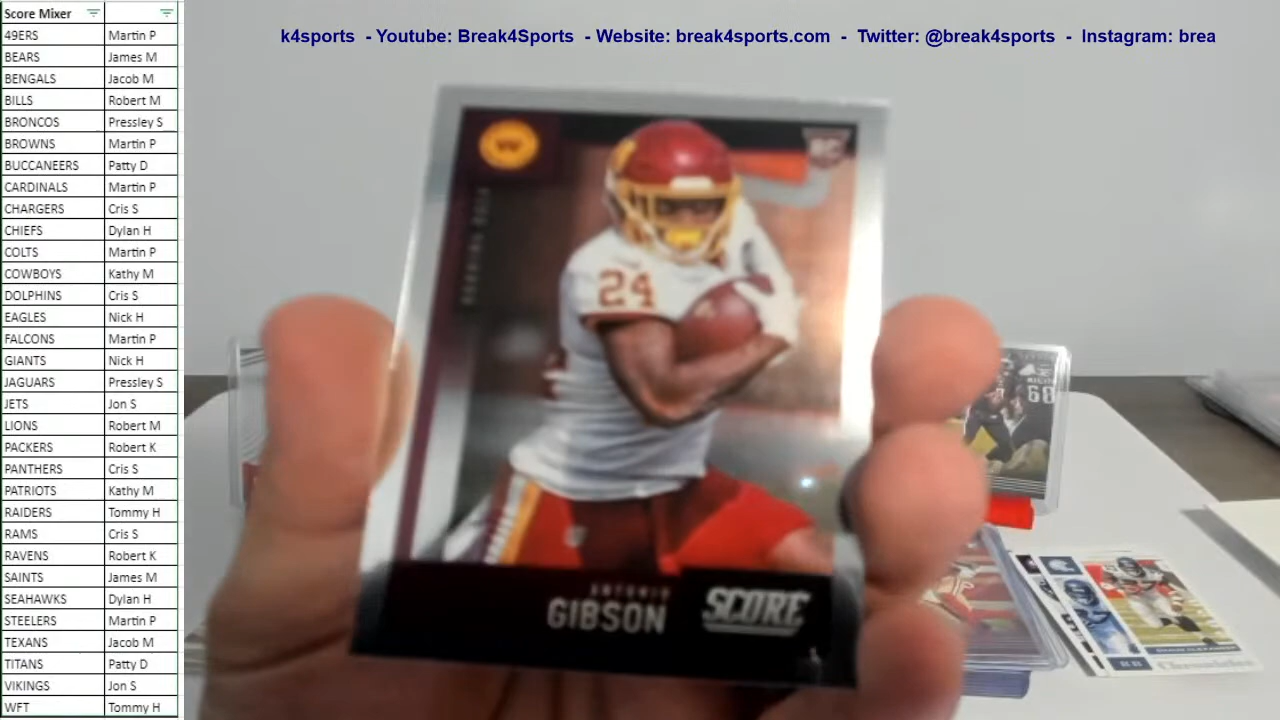 Score Mixer
49ERS Martin P
BEARS James M
BENGALS Jacob M
BILLS Robert M
BRONCOS Pressley S
BROWNS Martin P
BUCCANEERS Patty D
CARDINALS Martin P
CHARGERS Cris S
CHIEFS Dylan H
COLTS Martin P
COWBOYS Kathy M
DOLPHINS Cris S
EAGLES Nick H
FALCONS Martin P
GIANTS Nick H
JAGUARS Pressley S
JETS Jon S
LIONS Robert M
PACKERS Robert K
PANTHERS Cris S
PATRIOTS Kathy M
RAIDERS Tommy H
RAMS Cris S
RAVENS Robert K
SAINTS James M
SEAHAWKS Dylan H
STEELERS Martin P
TEXANS Jacob M
TITANS Patty D
VIKINGS Jon S
WFT Tommy H
k4sports - Youtube: Break4Sports - Website: break4sports.com - Twitter: @break4sports - Instagram: brea
W
RC
24
ANTONIO
GIBSON
SCORE
60